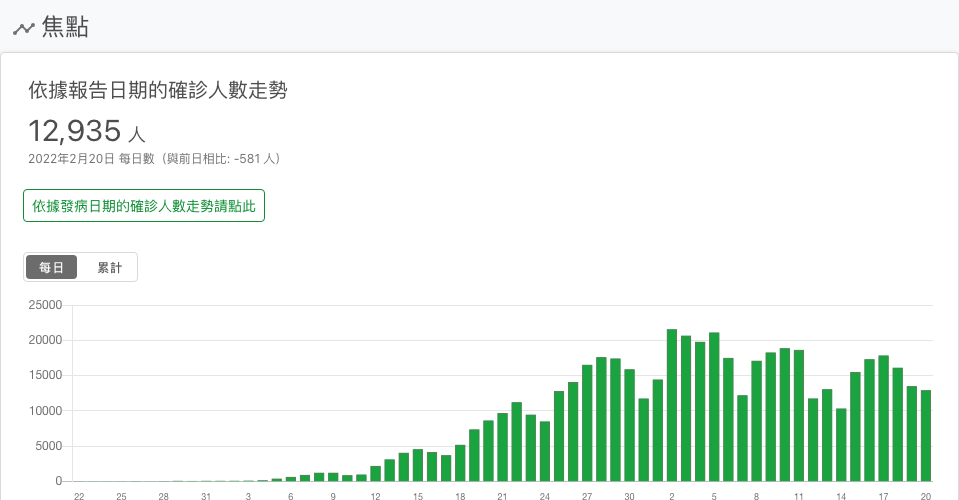 焦點
依據報告日期的確診人數走勢
12,935 人
2022年2月20日 每日數（與前日相比: -581 人）
依據發病日期的確診人數走勢請點此
每日 累計
25000
20000
15000
10000
5000
0
22 25 28 31 3 6 9 12 15 18 21 24 27 30 2 5 8 11 14 17 20